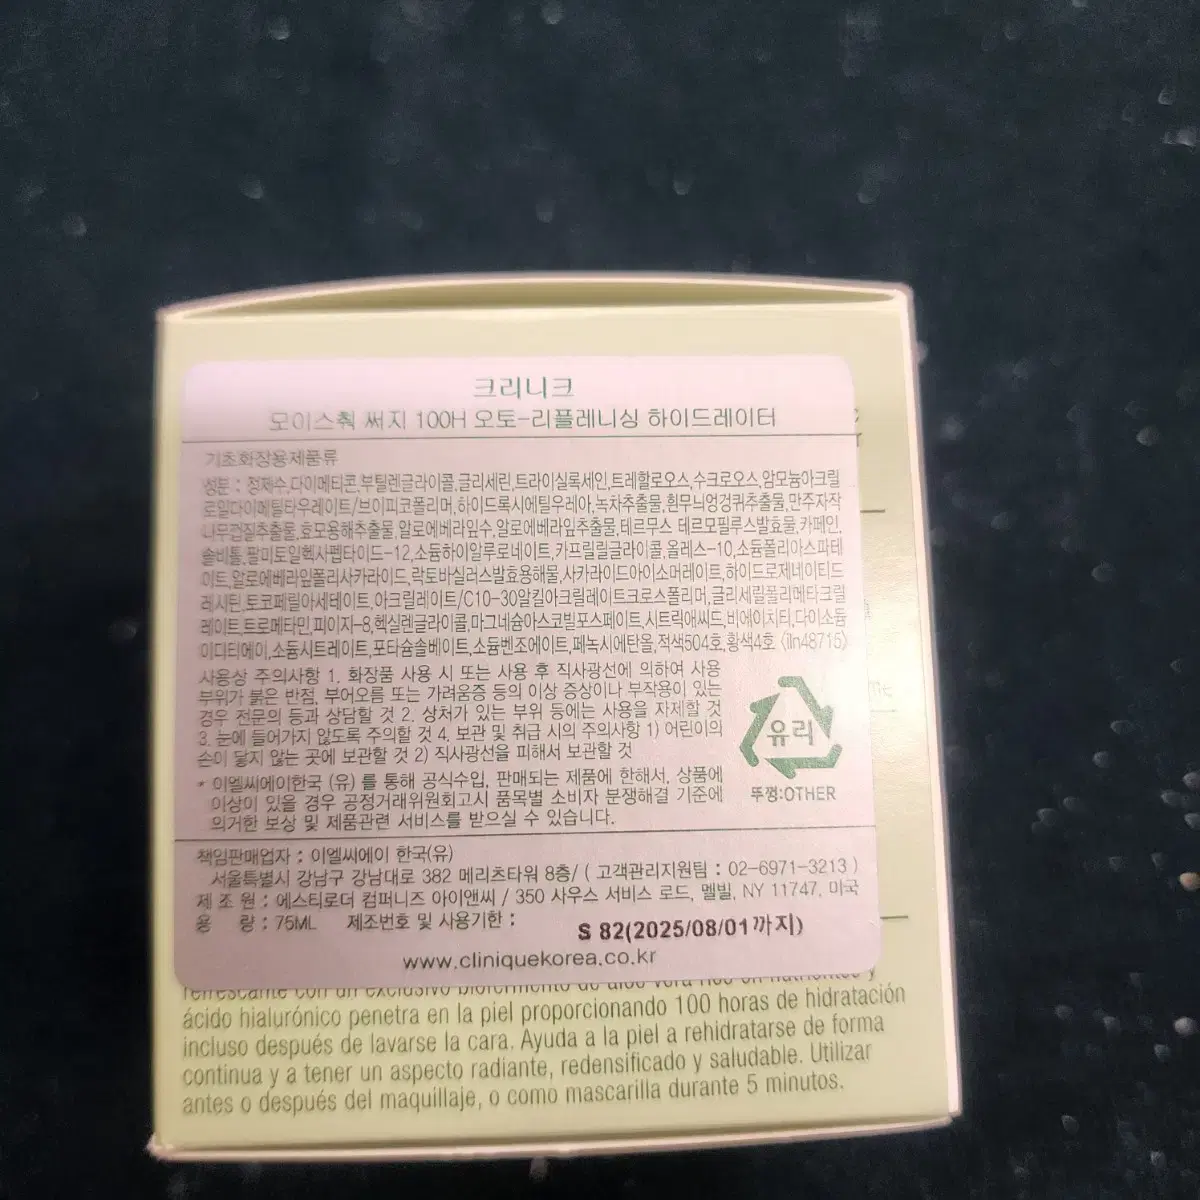 크리니크
모이스춰 써지 100H 오토-리플레니싱 하이드레이터
기초화장용제품류
성분 : 정제수,다이메티콘,부틸렌글라이콜,글리세린,트라이실록세인,트레할로오스,수크로오스,암모늄아크릴
로일다이메틸타우레이트/브이피코폴리머,하이드록시에틸우레아,녹차추출물,흰무늬엉겅퀴추출물,만주자작
나무껍질추출물,효모용해추출물,알로에베라잎수,알로에베라잎추출물,테르무스 테르모필루스발효물,카페인,
솔비톨,팔미토일헥사펩타이드-12,소듐하이알루로네이트,카프릴릴글라이콜,올레스-10,소듐폴리아스파테
이트,알로에베라잎폴리사카라이드,락토바실러스발효용해물,사카라이드아이소머레이트,하이드로제네이티드
레시틴,토코페릴아세테이트,아크릴레이트/C10-30알킬아크릴레이트크로스폴리머,글리세릴폴리메타크릴
레이트,트로메타민,피이지-8,헥실렌글라이콜,마그네슘아스코빌포스페이트,시트릭애씨드,비에이치티,다이소듐
이디티에이,소듐시트레이트,포타슘솔베이트,소듐벤조에이트,페녹시에탄올,적색504호,황색4호 〈iln48715〉
사용상 주의사항 1. 화장품 사용 시 또는 사용 후 직사광선에 의하여 사용
부위가 붉은 반점, 부어오름 또는 가려움증 등의 이상 증상이나 부작용이 있는
경우 전문의 등과 상담할 것 2. 상처가 있는 부위 등에는 사용을 자제할 것
3. 눈에 들어가지 않도록 주의할 것 4. 보관 및 취급 시의 주의사항 1) 어린이의
손이 닿지 않는 곳에 보관할 것 2) 직사광선을 피해서 보관할 것
유리
뚜껑:OTHER
* 이엘씨에이한국 (유) 를 통해 공식수입, 판매되는 제품에 한해서, 상품에
이상이 있을 경우 공정거래위원회고시 품목별 소비자 분쟁해결 기준에
의거한 보상 및 제품관련 서비스를 받으실 수 있습니다.
책임판매업자 : 이엘씨에이 한국(유)
서울특별시 강남구 강남대로 382 메리츠타워 8층/ ( 고객관리지원팀 : 02-6971-3213 )
제 조 원 : 에스티로더 컴퍼니즈 아이앤씨 / 350 사우스 서비스 로드, 멜빌, NY 11747, 미국
용 량 : 75ML 제조번호 및 사용기한 : S 82(2025/08/01까지)
www.cliniquekorea.co.kr
refrescante con un exclusivo biofermento de aloe vera rico en nutrientes y
ácido hialurónico penetra en la piel proporcionando 100 horas de hidratación
incluso después de lavarse la cara. Ayuda a la piel a rehidratarse de forma
continua y a tener un aspecto radiante, redensificado y saludable. Utilizar
antes o después del maquillaje, o como mascarilla durante 5 minutos.